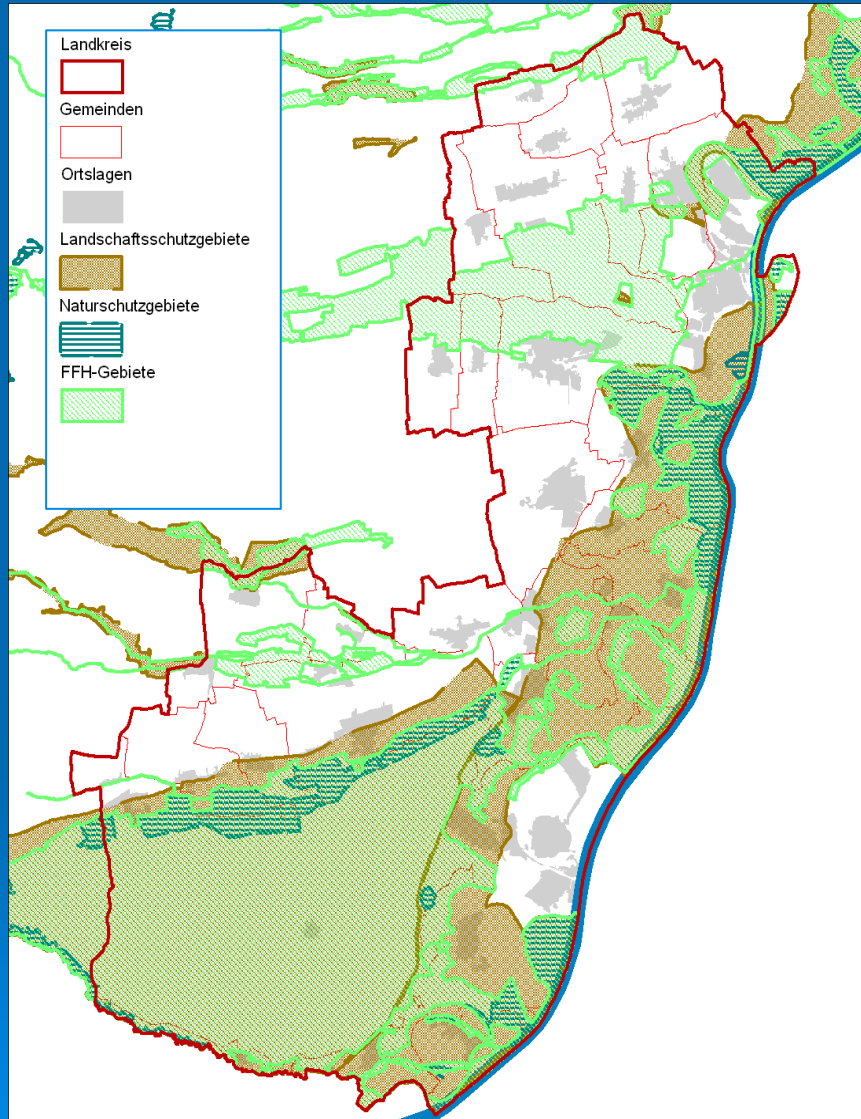 Landkreis
Gemeinden
Ortslagen
Landschaftsschutzgebiete
Naturschutzgebiete
FFH-Gebiete